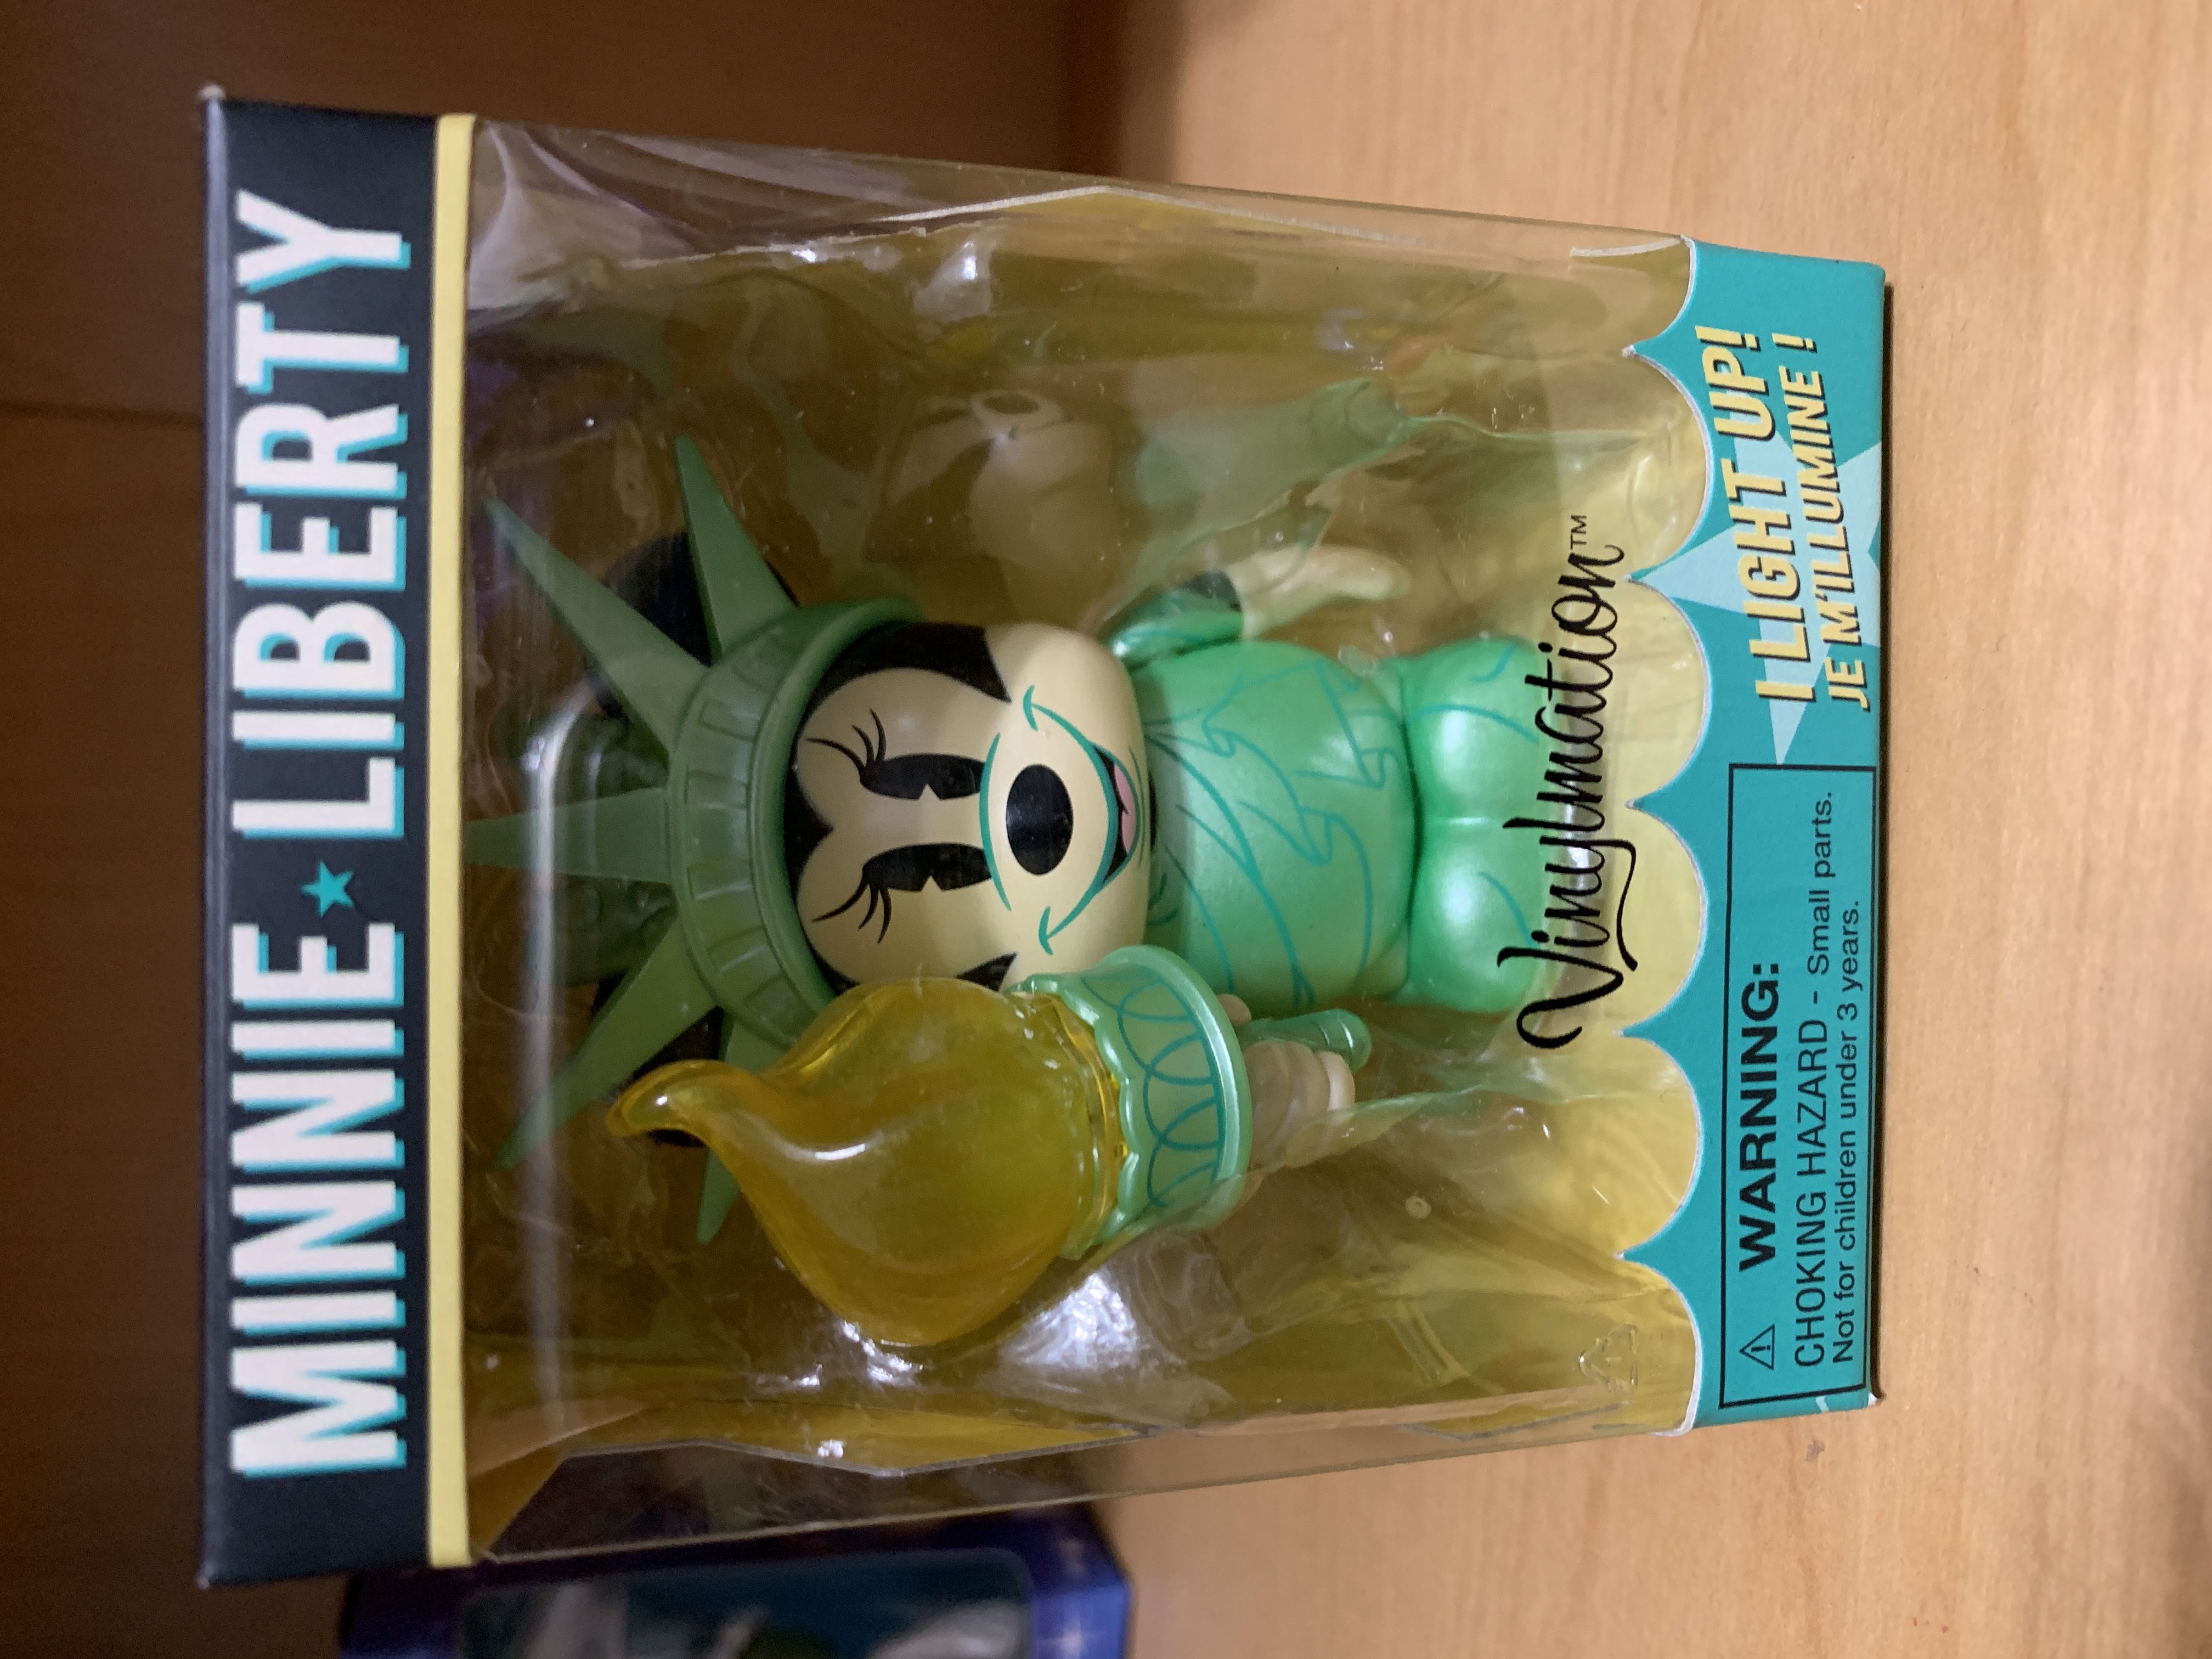 MINNIE★LIBERTY
Vinylmation™
I LIGHT UP!
JE M'ILLUMINE !
⚠ WARNING:
CHOKING HAZARD - Small parts.
Not for children under 3 years.